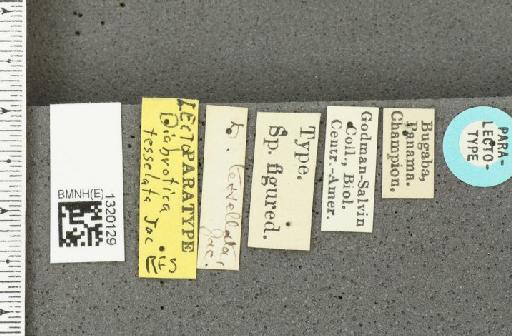 BMNH(E)
1320129
LECTOPARATYPE
Diabrotica
tesselata Jac.
RFS
D. tessellata
Jac.
Type.
Sp. figured.
Godman-Salvin
Coll., Biol.
Centr.-Amer.
Bugaba,
Panama.
Champion.
PARA-
LECTO-
TYPE